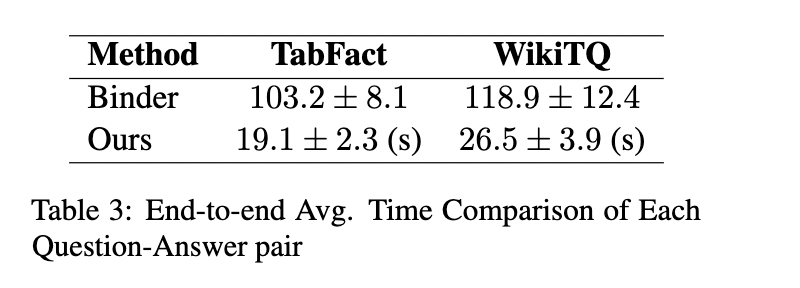 Method TabFact WikiTQ
Binder 103.2 ± 8.1 118.9 ± 12.4
Ours 19.1 ± 2.3 (s) 26.5 ± 3.9 (s)
Table 3: End-to-end Avg. Time Comparison of Each
Question-Answer pair